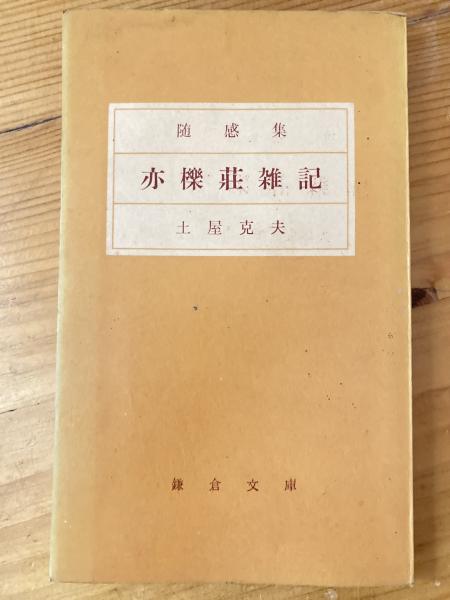 随感集
亦櫟荘雑記
土屋克夫
鎌倉文庫